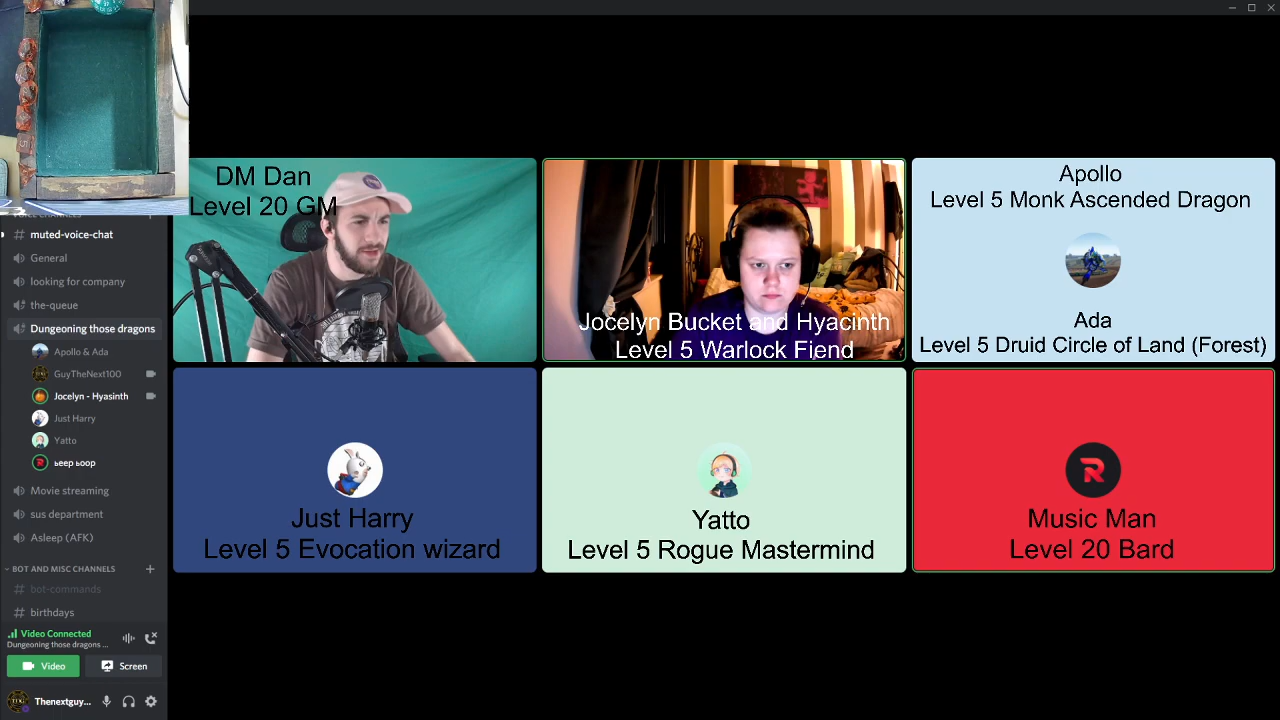 muted-voice-chat
General
looking for company
the-queue
Dungeoning those dragons
Apollo & Ada
GuyTheNext100
Jocelyn - Hyasinth
Just Harry
Yatto
ьeep ьoop
Movie streaming
sus department
Asleep (AFK)
BOT AND MISC CHANNELS
bot-commands
birthdays
Video Connected
Dungeoning those dragons ...
Video
Screen
Thenextguy...
DM Dan
Level 20 GM
Jocelyn Bucket and Hyacinth
Level 5 Warlock Fiend
Apollo
Level 5 Monk Ascended Dragon
Ada
Level 5 Druid Circle of Land (Forest)
Just Harry
Level 5 Evocation wizard
Yatto
Level 5 Rogue Mastermind
R
Music Man
Level 20 Bard